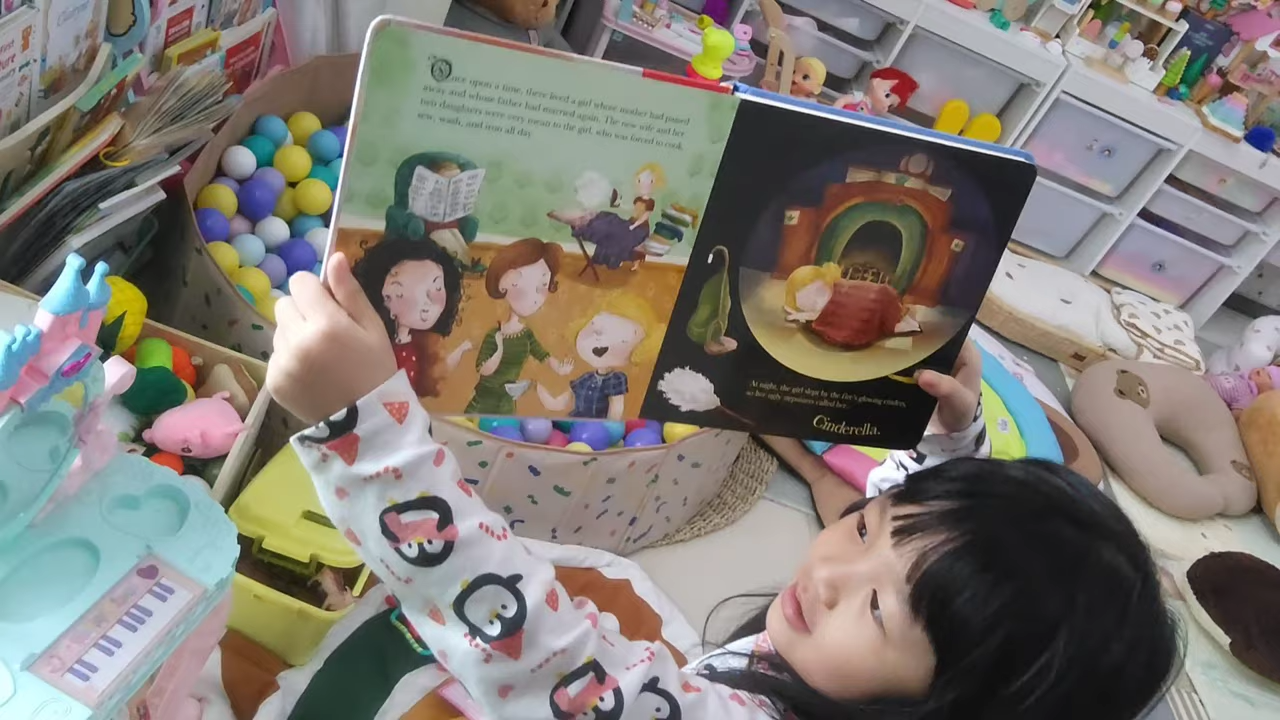 Once upon a time, there lived a girl whose mother had passed
away and whose father had married again. The new wife and her
two daughters were very mean to the girl, who was forced to cook,
sew, wash, and iron all day.
At night, the girl slept by the fire's glowing cinders,
so her ugly stepsisters called her...
Cinderella.